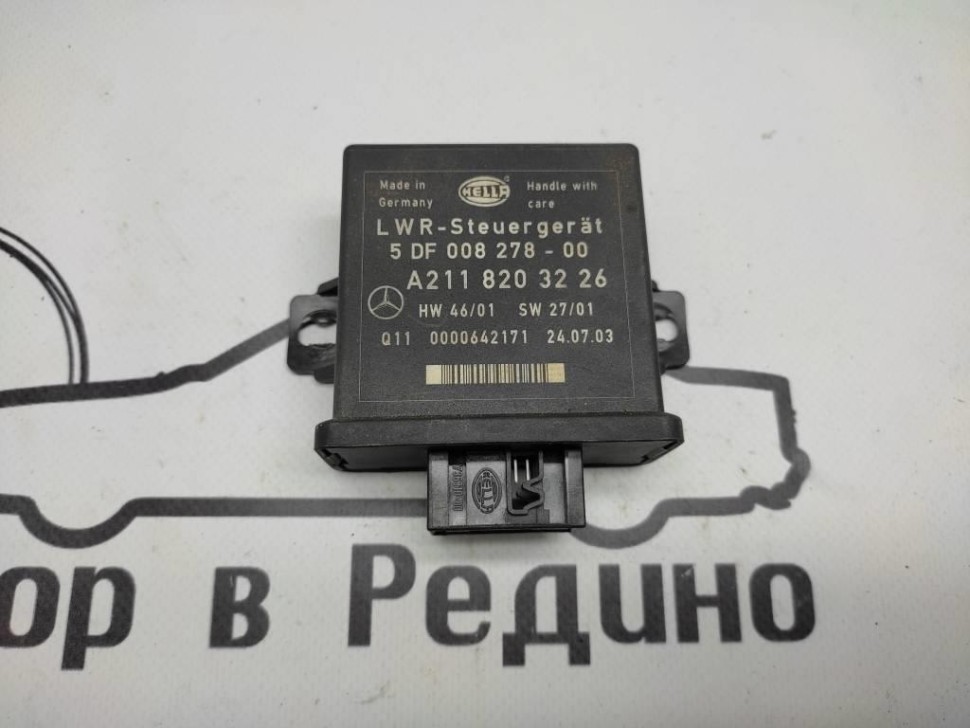 Made in HELLA® Handle with
Germany care
LWR-Steuergerät
5 DF 008 278 - 00
A211 820 32 26
HW 46/01 SW 27/01
Q11 0000642171 24.07.03
HELLA
ор в Редино